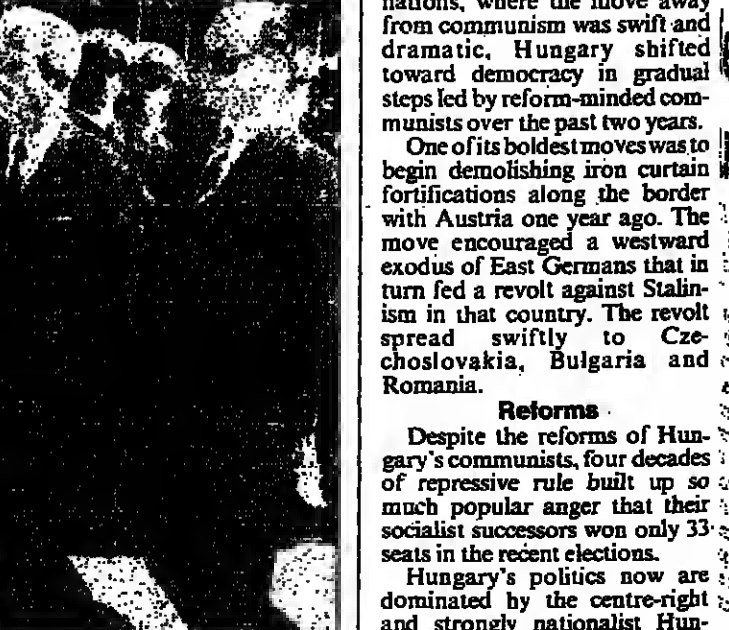 nations, where the move away
from communism was swift and
dramatic, Hungary shifted
toward democracy in gradual
steps led by reform-minded com-
munists over the past two years.
One of its boldest moves was to
begin demolishing iron curtain
fortifications along the border
with Austria one year ago. The
move encouraged a westward
exodus of East Germans that in
turn fed a revolt against Stalin-
ism in that country. The revolt
spread swiftly to Cze-
choslovakia, Bulgaria and
Romania.
Reforms
Despite the reforms of Hun-
gary's communists, four decades
of repressive rule built up so
much popular anger that their
socialist successors won only 33
seats in the recent elections.
Hungary's politics now are
dominated by the centre-right
and strongly nationalist Hun-